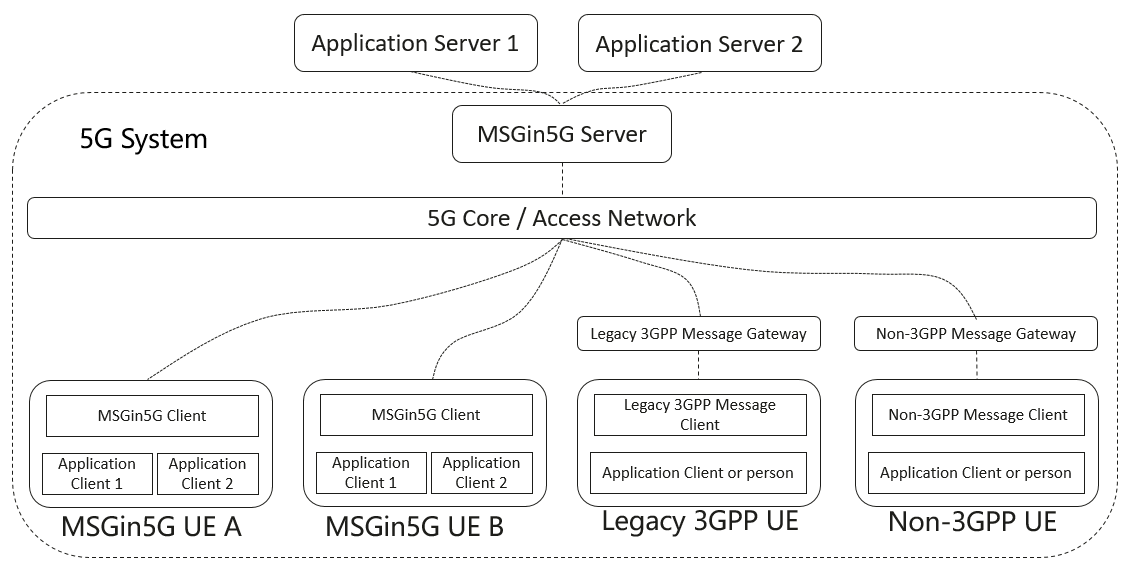 Application Server 1
Application Server 2
5G System
MSGin5G Server
5G Core / Access Network
Legacy 3GPP Message Gateway
Non-3GPP Message Gateway
MSGin5G Client
Application
Client 1
Application
Client 2
MSGin5G UE A
MSGin5G Client
Application
Client 1
Application
Client 2
MSGin5G UE B
Legacy 3GPP Message
Client
Application Client or person
Legacy 3GPP UE
Non-3GPP Message Client
Application Client or person
Non-3GPP UE